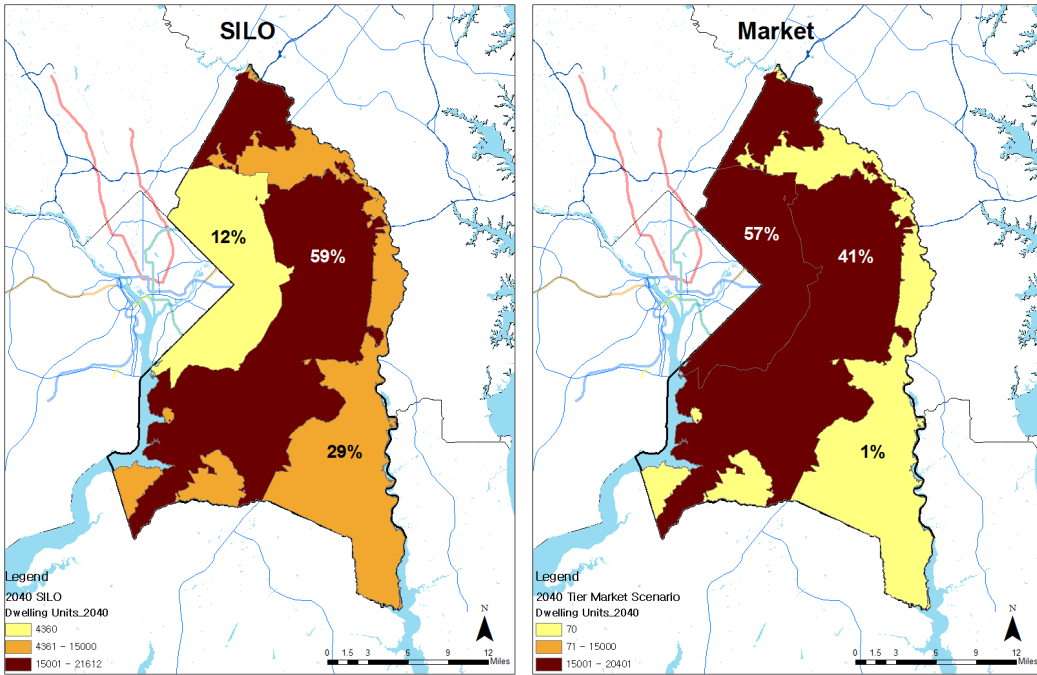 SILO
12%
59%
29%
Legend
2040 SILO
Dwelling Units_2040
4360
4361 - 15000
15001 - 21612
N
0 1.5 3 6 9 12
Miles
Market
57%
41%
1%
Legend
2040 Tier Market Scenario
Dwelling Units_2040
70
71 - 15000
15001 - 20401
N
0 1.5 3 6 9 12
Miles